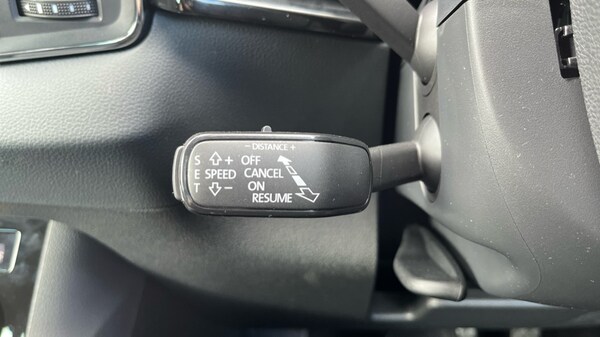 − DISTANCE +
S ⇧ + OFF
E SPEED CANCEL
T ⇩ − ON
RESUME